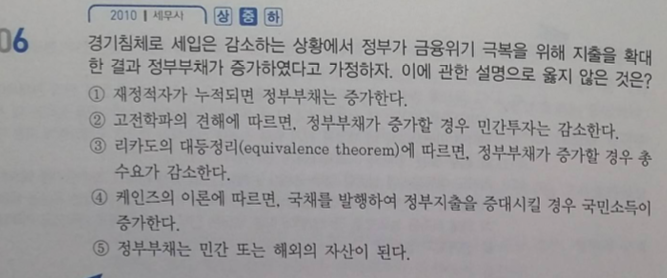 2010 | 세무사 상 중 하
06
경기침체로 세입은 감소하는 상황에서 정부가 금융위기 극복을 위해 지출을 확대
한 결과 정부부채가 증가하였다고 가정하자. 이에 관한 설명으로 옳지 않은 것은?
① 재정적자가 누적되면 정부부채는 증가한다.
② 고전학파의 견해에 따르면, 정부부채가 증가할 경우 민간투자는 감소한다.
③ 리카도의 대등정리(equivalence theorem)에 따르면, 정부부채가 증가할 경우 총
수요가 감소한다.
④ 케인즈의 이론에 따르면, 국채를 발행하여 정부지출을 증대시킬 경우 국민소득이
증가한다.
⑤ 정부부채는 민간 또는 해외의 자산이 된다.